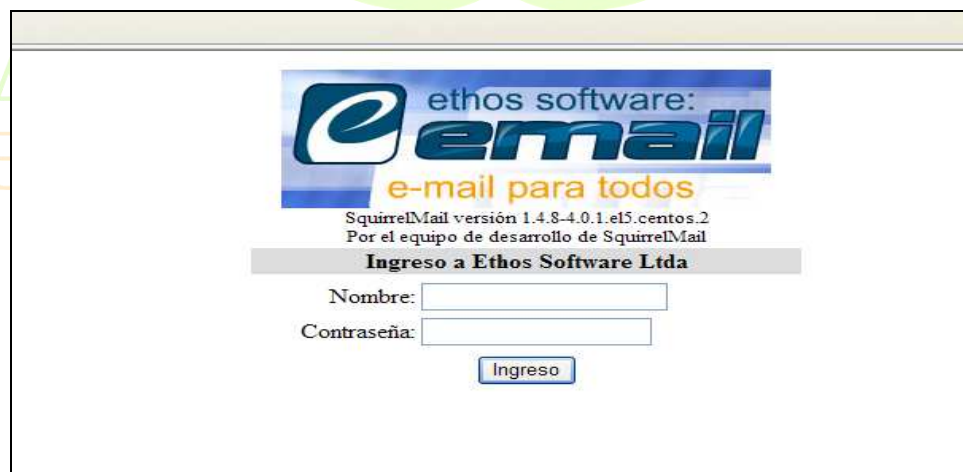 ethos software:
email
e-mail para todos
SquirrelMail versión 1.4.8-4.0.1.el5.centos.2
Por el equipo de desarrollo de SquirrelMail
Ingreso a Ethos Software Ltda
Nombre:
Contraseña:
Ingreso